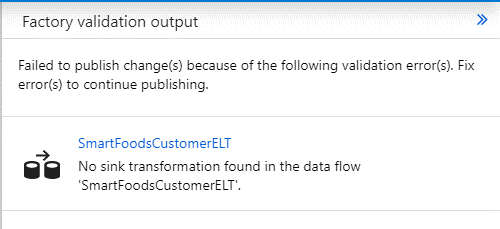 Factory validation output
Failed to publish change(s) because of the following validation error(s). Fix
error(s) to continue publishing.
SmartFoodsCustomerELT
No sink transformation found in the data flow
'SmartFoodsCustomerELT'.